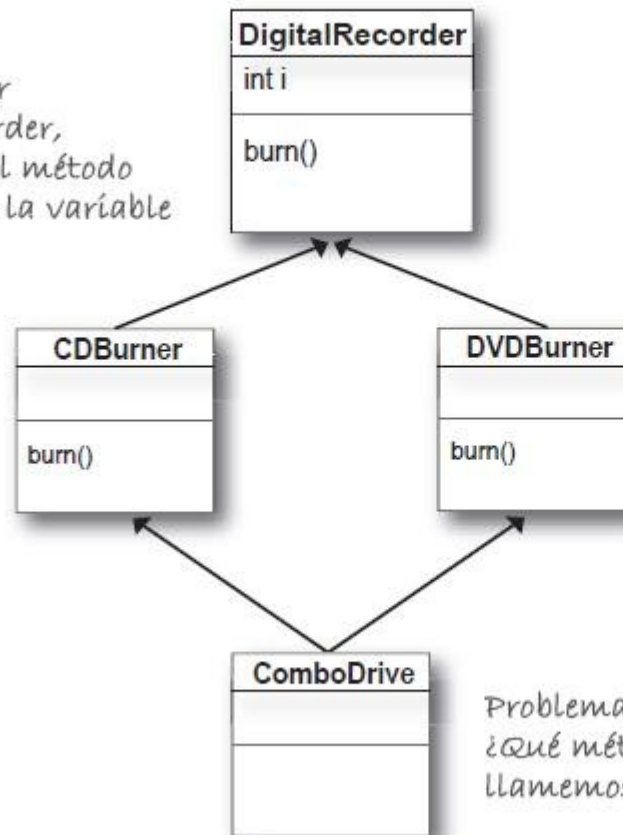 DigitalRecorder
int i
burn()
r
rder,
l método
la variable
CDBurner
burn()
DVDBurner
burn()
ComboDrive
Problema
¿Qué mét
llamemos